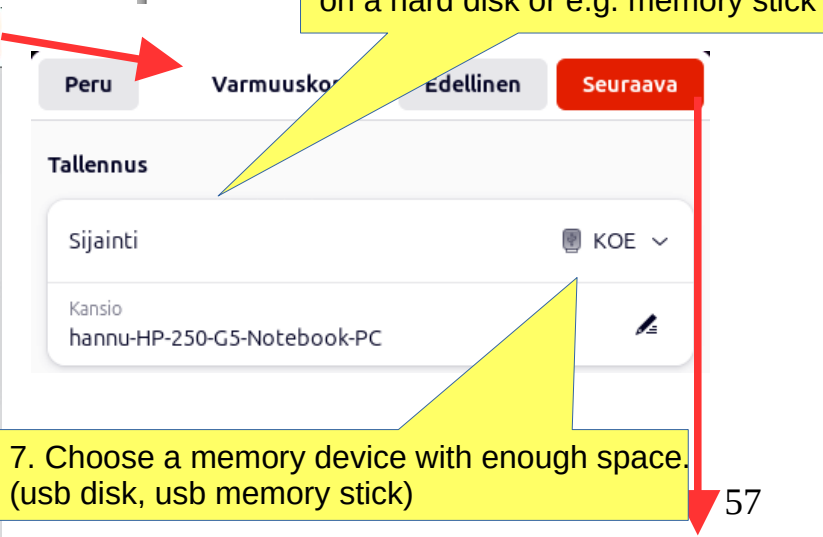 on a hard disk or e.g. memory stick
Peru Edellinen Seuraava
Tallennus
Sijainti KOE
Kansio
hannu-HP-250-G5-Notebook-PC
7. Choose a memory device with enough space.
(usb disk, usb memory stick)
57